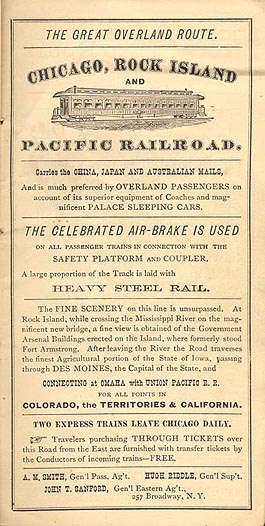 THE GREAT OVERLAND ROUTE.
CHICAGO, ROCK ISLAND
AND
PACIFIC RAILROAD.
Carries the CHINA, JAPAN AND AUSTRALIAN MAILS,
And is much preferred by OVERLAND PASSENGERS on
account of its superior equipment of Coaches and mag-
nificent PALACE SLEEPING CARS.
THE CELEBRATED AIR-BRAKE IS USED
ON ALL PASSENGER TRAINS IN CONNECTION WITH THE
SAFETY PLATFORM AND COUPLER.
A large proportion of the Track is laid with
HEAVY STEEL RAIL.
The FINE SCENERY on this line is unsurpassed. At
Rock Island, while crossing the Mississippi River on the mag-
nificent new bridge, a fine view is obtained of the Government
Arsenal Buildings erected on the Island, where formerly stood
Fort Armstrong. After leaving the River the Road traverses
the finest Agricultural portion of the State of Iowa, passing
through DES MOINES, the Capital of the State, and
CONNECTING at OMAHA with UNION PACIFIC R. R.
FOR ALL POINTS IN
COLORADO, the TERRITORIES & CALIFORNIA.
TWO EXPRESS TRAINS LEAVE CHICAGO DAILY.
☞ Travelers purchasing THROUGH TICKETS over
this Road from the East are furnished with transfer tickets by
the Conductors of incoming trains—FREE.
A. M. SMITH, Gen'l Pass. Ag't. HUGH RIDDLE, Gen'l Sup't.
JOHN T. SANFORD, Gen'l Eastern Ag't.,
257 Broadway, N. Y.